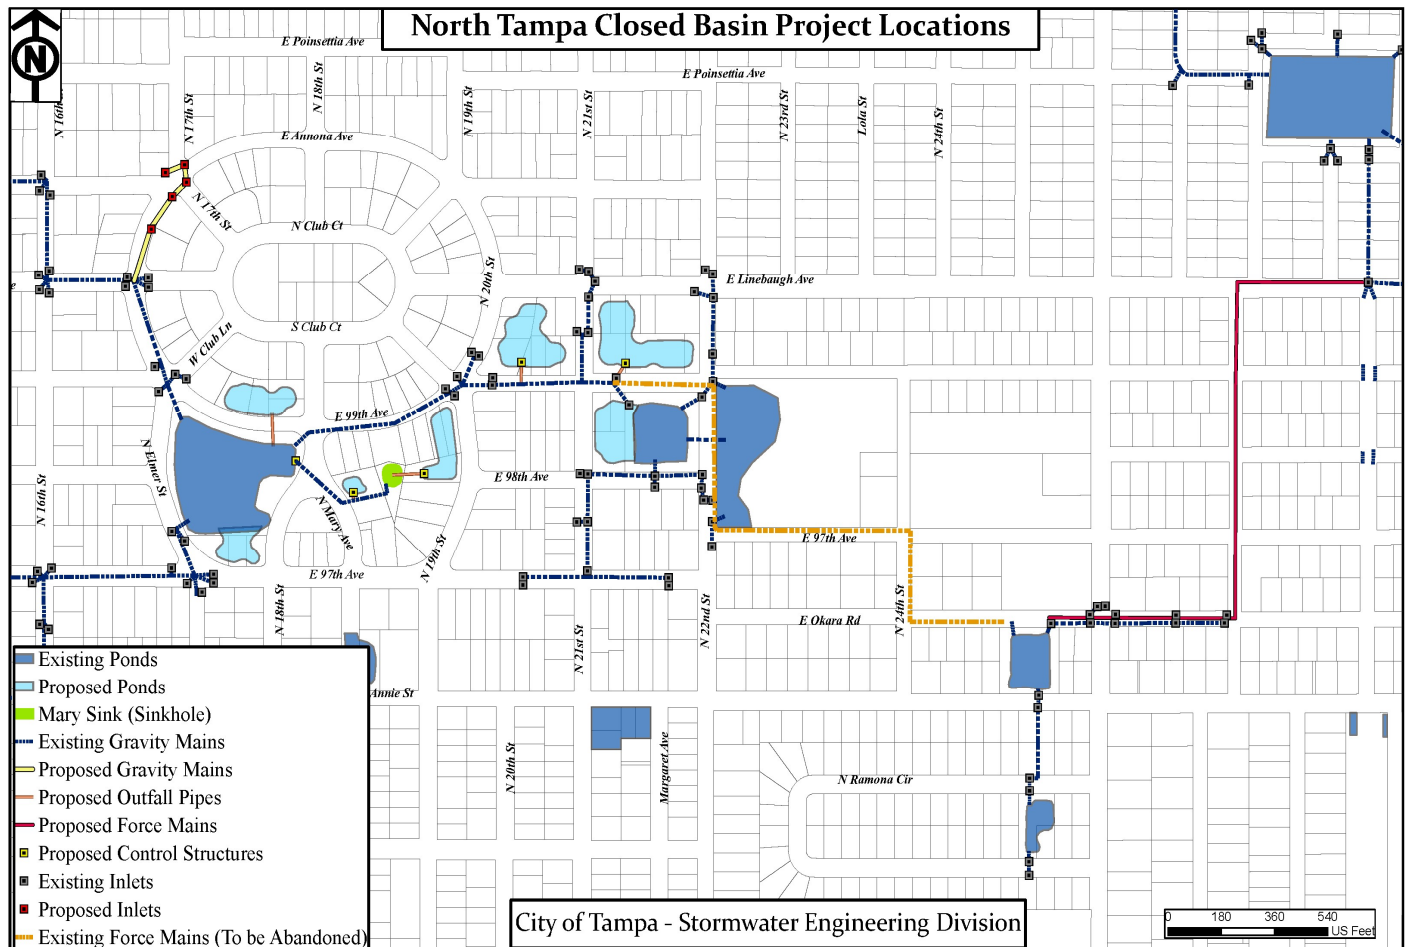 North Tampa Closed Basin Project Locations
N
E Poinsettia Ave
E Poinsettia Ave
N 16th St
N 17th St
N 18th St
N 19th St
N 21st St
N 23rd St
Lola St
N 24th St
E Annona Ave
N 17th St
N Club Ct
N 20th St
E Linebaugh Ave
e
S Club Ct
W Club Ln
E 99th Ave
N Elmer St
N 16th St
E 98th Ave
N Mary Ave
N 19th St
E 97th Ave
E 97th Ave
N 18th St
N 21st St
N 22nd St
E Okara Rd
N 24th St
Annie St
N 20th St
Margaret Ave
N Ramona Cir
Existing Ponds
Proposed Ponds
Mary Sink (Sinkhole)
Existing Gravity Mains
Proposed Gravity Mains
Proposed Outfall Pipes
Proposed Force Mains
Proposed Control Structures
Existing Inlets
Proposed Inlets
Existing Force Mains (To be Abandoned)
City of Tampa - Stormwater Engineering Division
0 180 360 540
US Feet